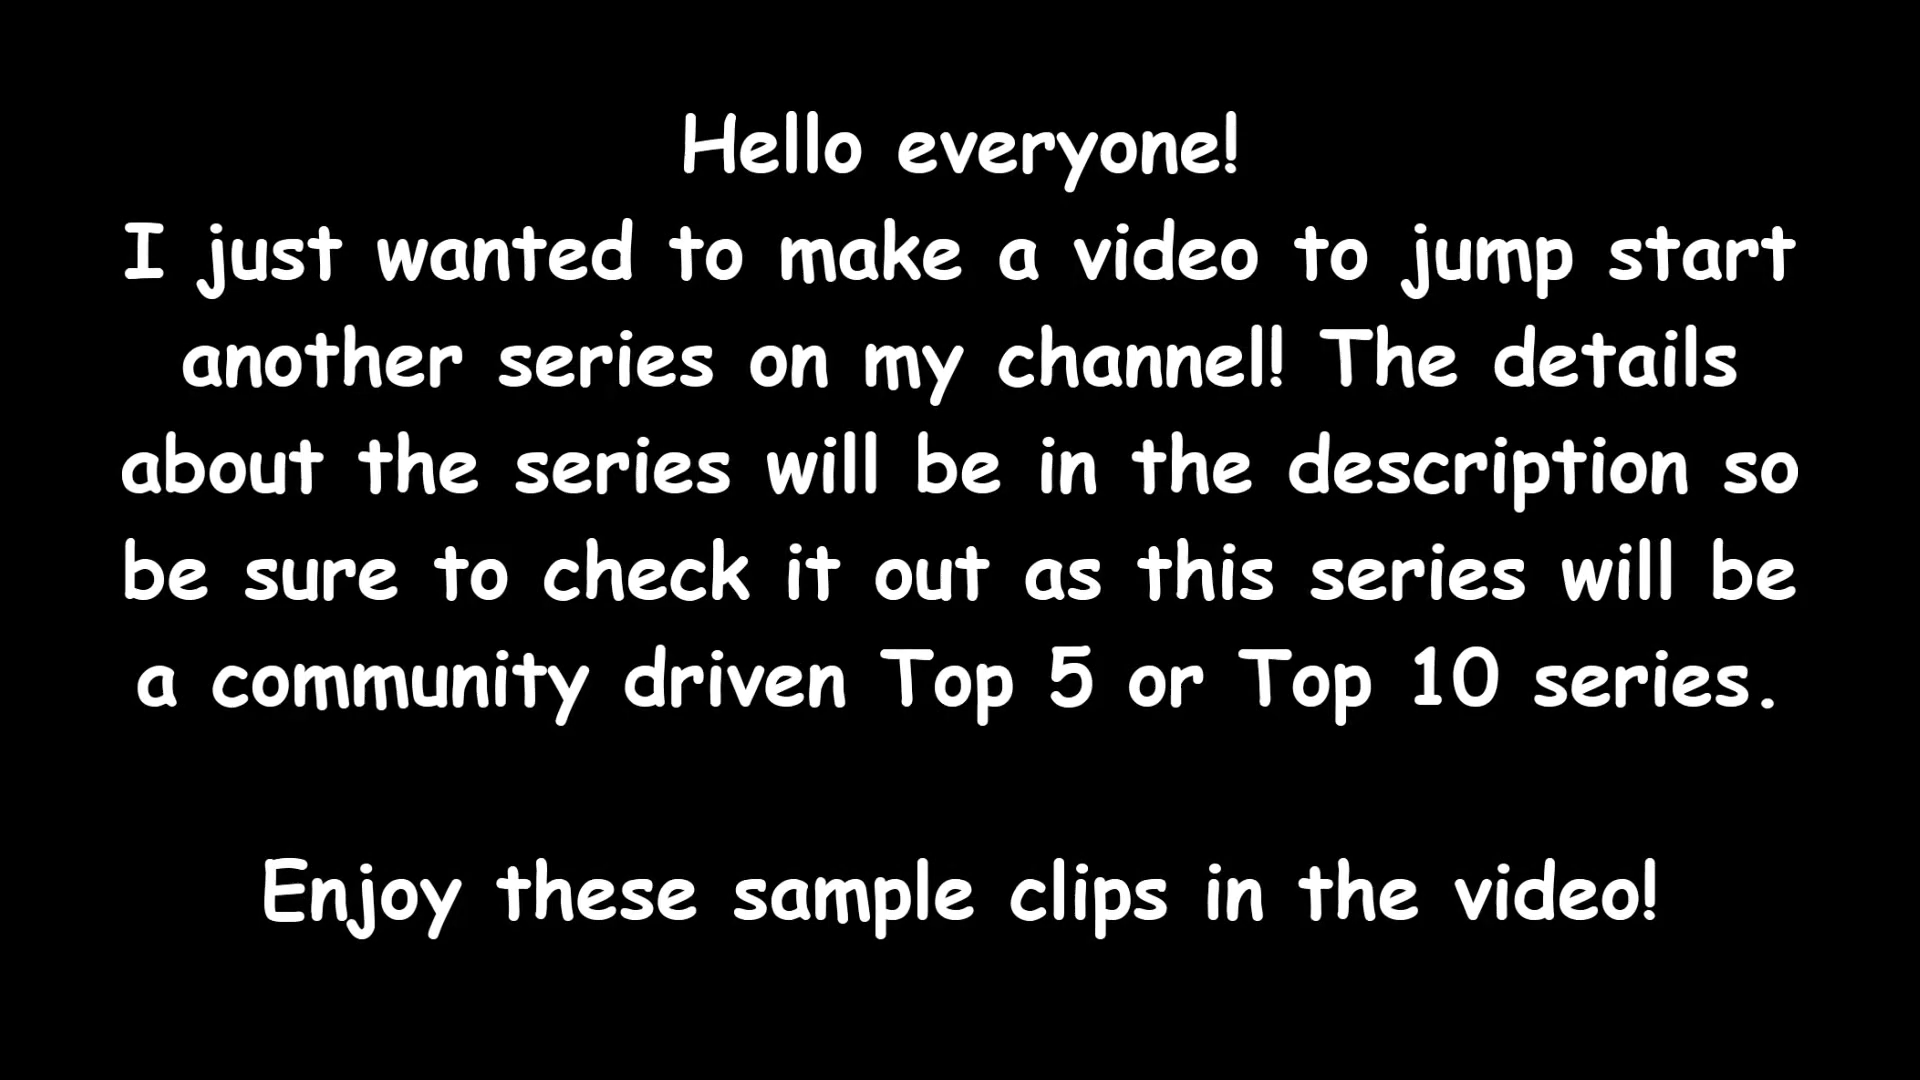 Hello everyone!
I just wanted to make a video to jump start
another series on my channel! The details
about the series will be in the description so
be sure to check it out as this series will be
a community driven Top 5 or Top 10 series.
Enjoy these sample clips in the video!